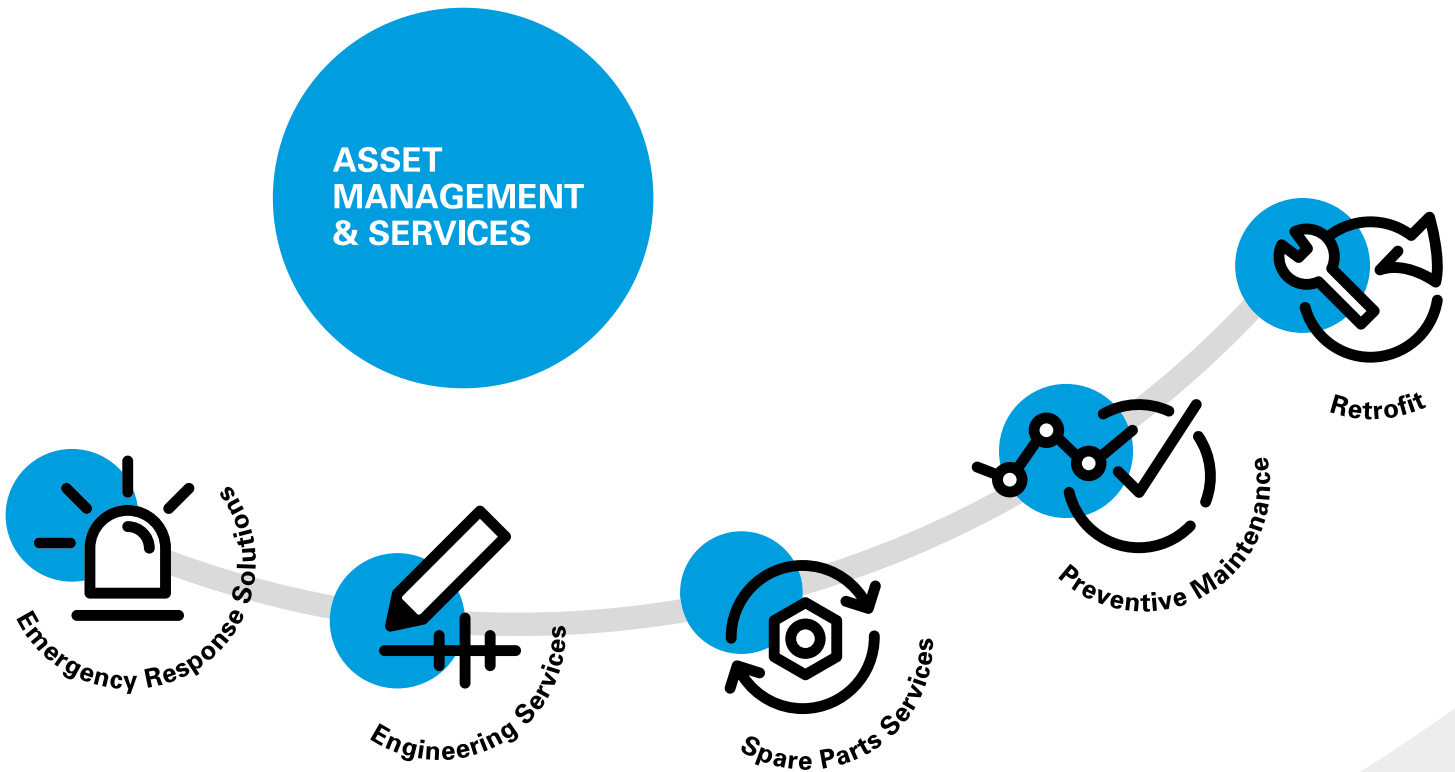 ASSET
MANAGEMENT
& SERVICES
Emergency Response Solutions
Engineering Services
Spare Parts Services
Preventive Maintenance
Retrofit